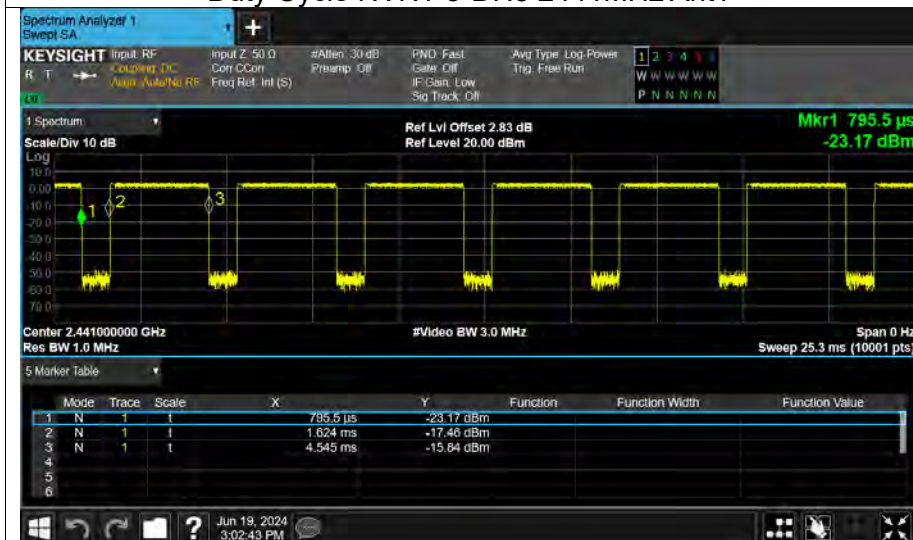 Spectrum Analyzer 1
Swept SA
+
KEYSIGHT Input: RF Input Z: 50 Ω #Atten: 30 dB PNO: Fast Avg Type: Log-Power 1 2 3 4 5 6
R T Coupling: DC Corr CCorr Preamp: Off Gate: Off Trig: Free Run W W W W W W
Align: Auto/No RF Freq Ref: Int (S) IF Gain: Low
Sig Track: Off P N N N N N
1 Spectrum Ref Lvl Offset 2.83 dB Mkr1 795.5 µs
Scale/Div 10 dB Ref Level 20.00 dBm -23.17 dBm
Log
10.0
0.00
-10.0
-20.0
-30.0
-40.0
-50.0
-60.0
-70.0
1 2 3
Center 2.441000000 GHz #Video BW 3.0 MHz Span 0 Hz
Res BW 1.0 MHz Sweep 25.3 ms (10001 pts)
5 Marker Table
Mode Trace Scale X Y Function Function Width Function Value
1 N 1 t 795.5 µs -23.17 dBm
2 N 1 t 1.624 ms -17.46 dBm
3 N 1 t 4.545 ms -15.84 dBm
4
5
6
? Jun 19, 2024
3:02:43 PM